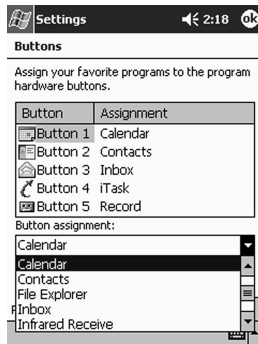 Settings 2:18 ok
Buttons
Assign your favorite programs to the program
hardware buttons.
Button Assignment
Button 1 Calendar
Button 2 Contacts
Button 3 Inbox
Button 4 iTask
Button 5 Record
Button assignment:
Calendar
Calendar
Contacts
File Explorer
Inbox
Infrared Receive